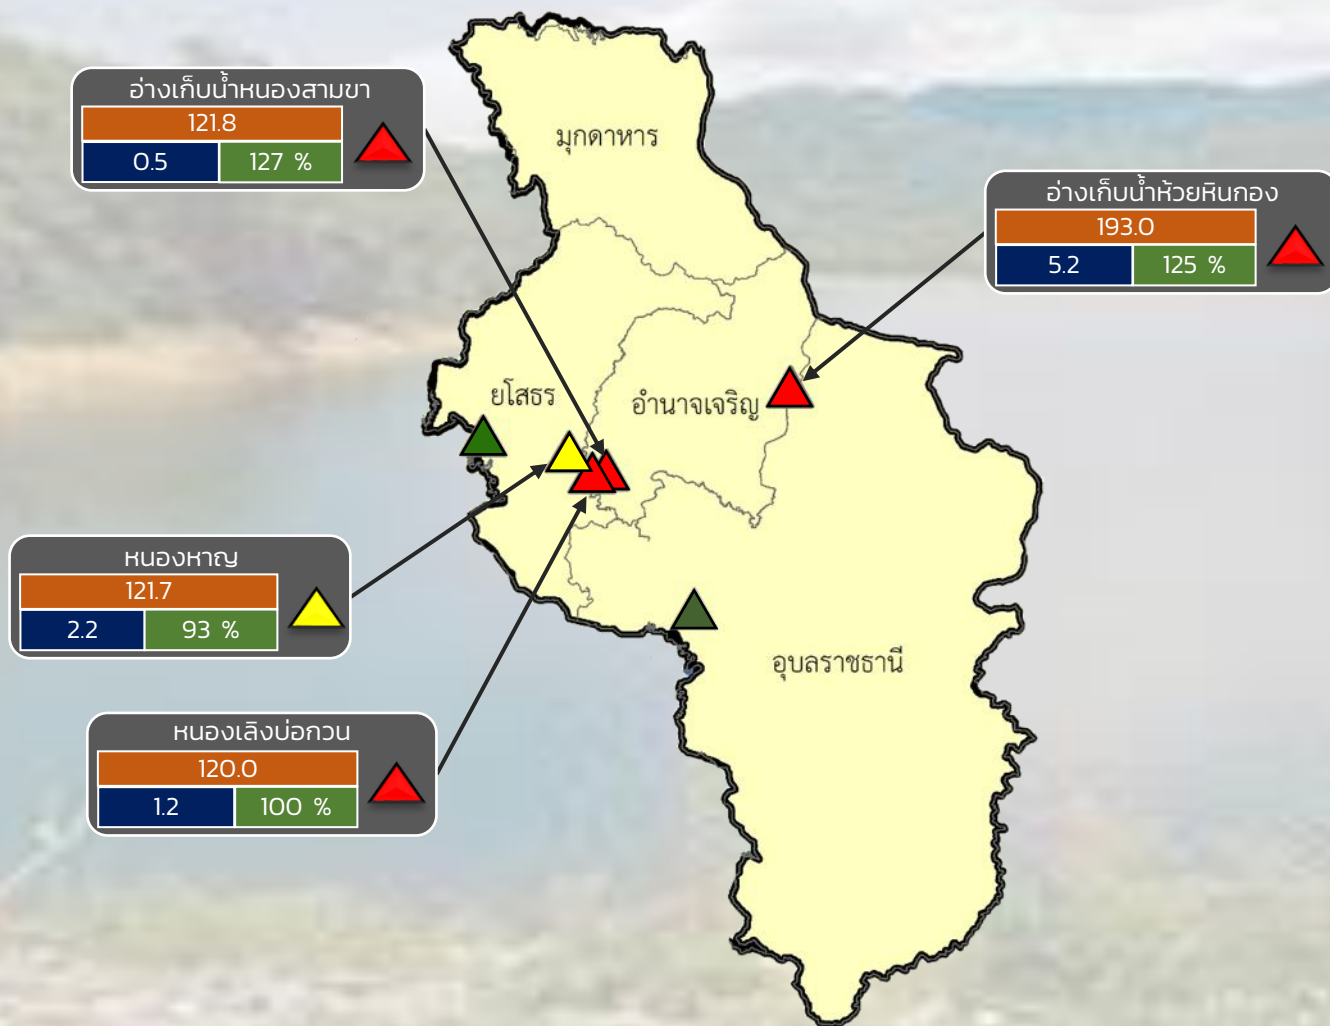 อ่างเก็บน้ำหนองสามขา
121.8
0.5 127 %
มุกดาหาร
อ่างเก็บน้ำห้วยหินกอง
193.0
5.2 125 %
ยโสธร
อำนาจเจริญ
หนองหาญ
121.7
2.2 93 %
อุบลราชธานี
หนองเลิงบ่อกวน
120.0
1.2 100 %